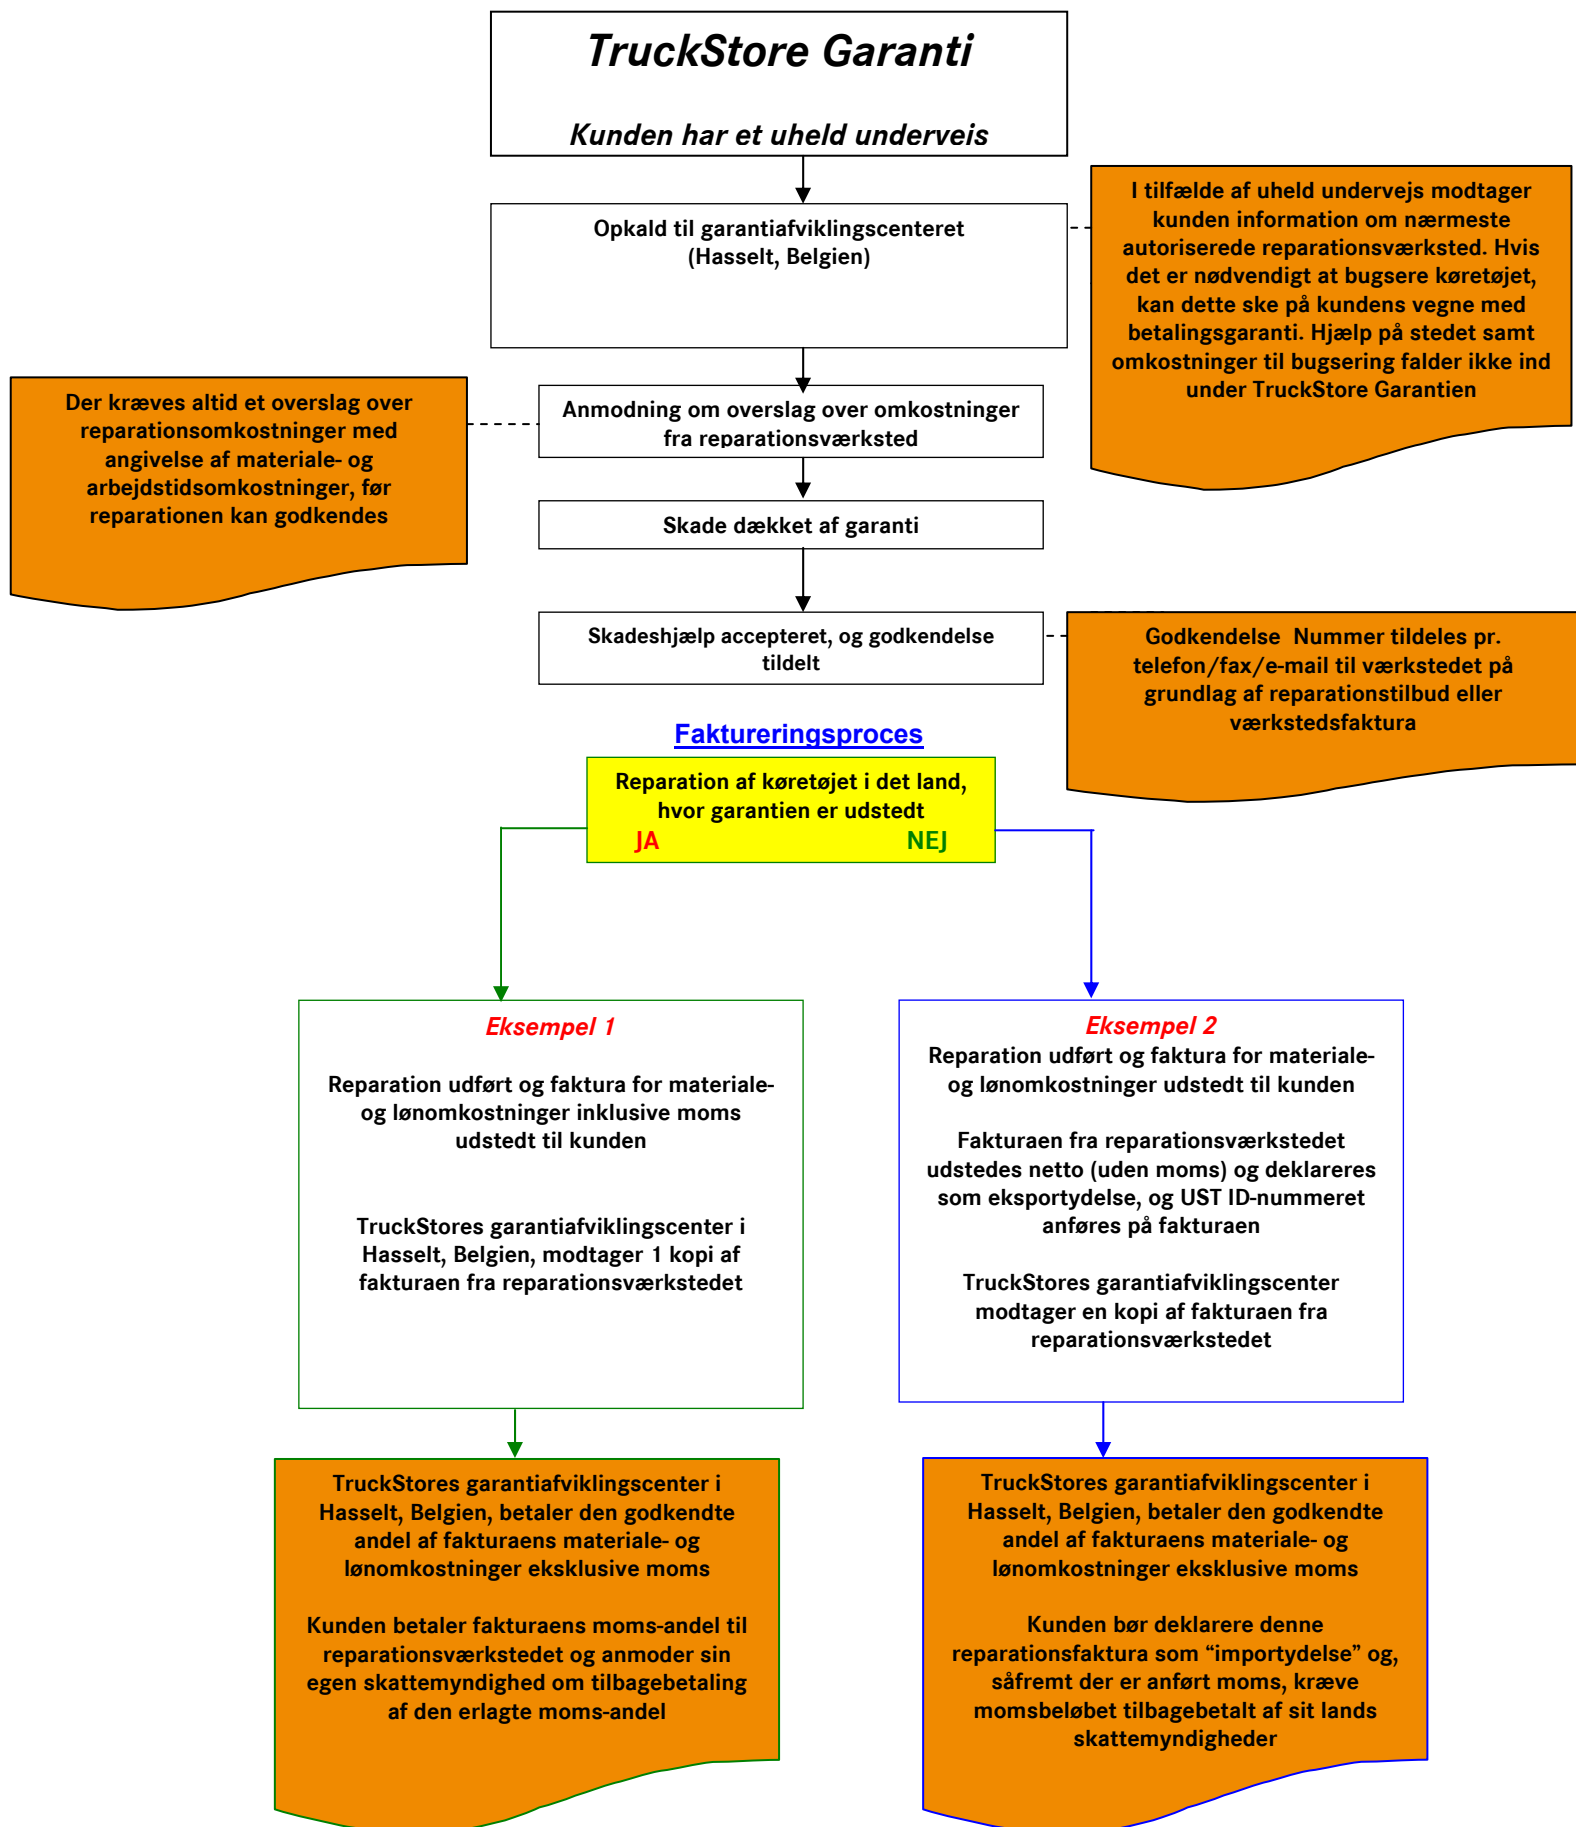 TruckStore Garanti
Kunden har et uheld underveis
Opkald til garantiafviklingscenteret
(Hasselt, Belgien)
I tilfælde af uheld undervejs modtager
kunden information om nærmeste
autoriserede reparationsværksted. Hvis
det er nødvendigt at bugsere køretøjet,
kan dette ske på kundens vegne med
betalingsgaranti. Hjælp på stedet samt
omkostninger til bugsering falder ikke ind
under TruckStore Garantien
Der kræves altid et overslag over
reparationsomkostninger med
angivelse af materiale- og
arbejdstidsomkostninger, før
reparationen kan godkendes
Anmodning om overslag over omkostninger
fra reparationsværksted
Skade dækket af garanti
Skadeshjælp accepteret, og godkendelse
tildelt
Godkendelse  Nummer tildeles pr.
telefon/fax/e-mail til værkstedet på
grundlag af reparationstilbud eller
værkstedsfaktura
Faktureringsproces
Reparation af køretøjet i det land,
hvor garantien er udstedt
JA NEJ
Eksempel 1
Reparation udført og faktura for materiale-
og lønomkostninger inklusive moms
udstedt til kunden
TruckStores garantiafviklingscenter i
Hasselt, Belgien, modtager 1 kopi af
fakturaen fra reparationsværkstedet
Eksempel 2
Reparation udført og faktura for materiale-
og lønomkostninger udstedt til kunden
Fakturaen fra reparationsværkstedet
udstedes netto (uden moms) og deklareres
som eksportydelse, og UST ID-nummeret
anføres på fakturaen
TruckStores garantiafviklingscenter
modtager en kopi af fakturaen fra
reparationsværkstedet
TruckStores garantiafviklingscenter i
Hasselt, Belgien, betaler den godkendte
andel af fakturaens materiale- og
lønomkostninger eksklusive moms
Kunden betaler fakturaens moms-andel til
reparationsværkstedet og anmoder sin
egen skattemyndighed om tilbagebetaling
af den erlagte moms-andel
TruckStores garantiafviklingscenter i
Hasselt, Belgien, betaler den godkendte
andel af fakturaens materiale- og
lønomkostninger eksklusive moms
Kunden bør deklarere denne
reparationsfaktura som “importydelse” og,
såfremt der er anført moms, kræve
momsbeløbet tilbagebetalt af sit lands
skattemyndigheder